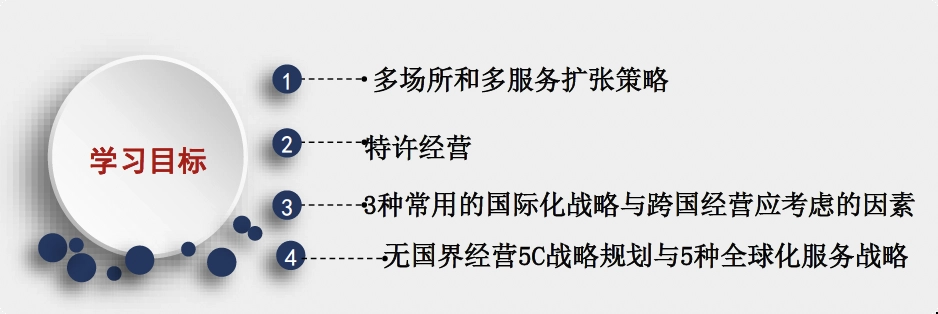 学习目标
1 多场所和多服务扩张策略
2 特许经营
3 3种常用的国际化战略与跨国经营应考虑的因素
4 无国界经营5C战略规划与5种全球化服务战略